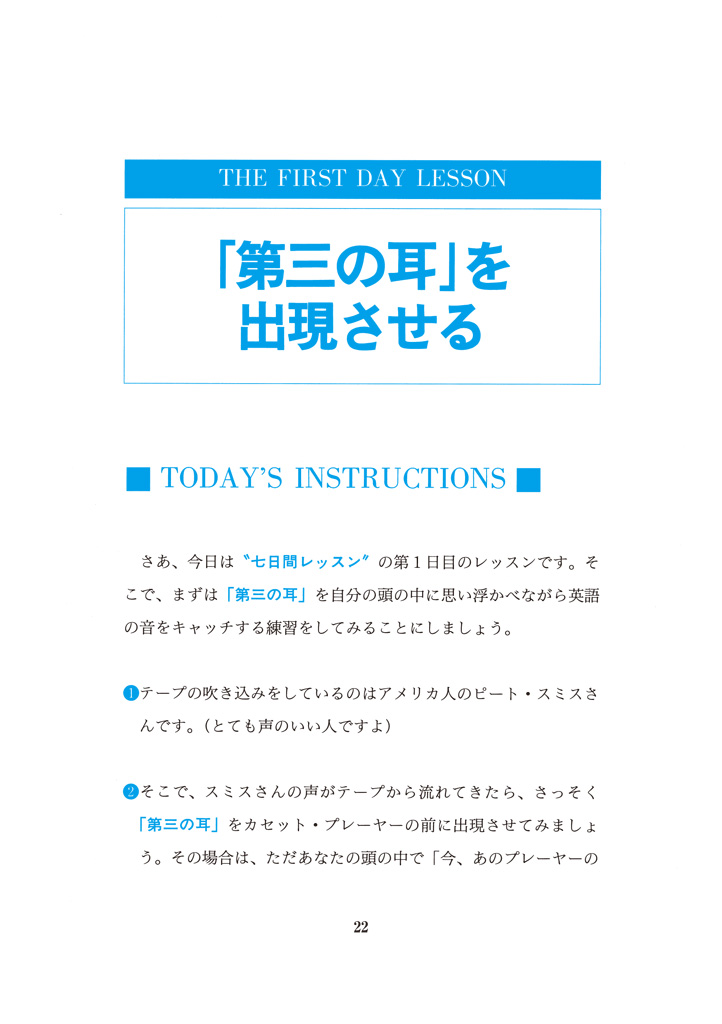 THE FIRST DAY LESSON
「第三の耳」を
出現させる
■ TODAY'S INSTRUCTIONS ■
さあ、今日は〝七日間レッスン〟の第1日目のレッスンです。そ
こで、まずは「第三の耳」を自分の頭の中に思い浮かべながら英語
の音をキャッチする練習をしてみることにしましょう。
❶テープの吹き込みをしているのはアメリカ人のピート・スミスさ
んです。(とても声のいい人ですよ)
❷そこで、スミスさんの声がテープから流れてきたら、さっそく
「第三の耳」をカセット・プレーヤーの前に出現させてみましょ
う。その場合は、ただあなたの頭の中で「今、あのプレーヤーの
22